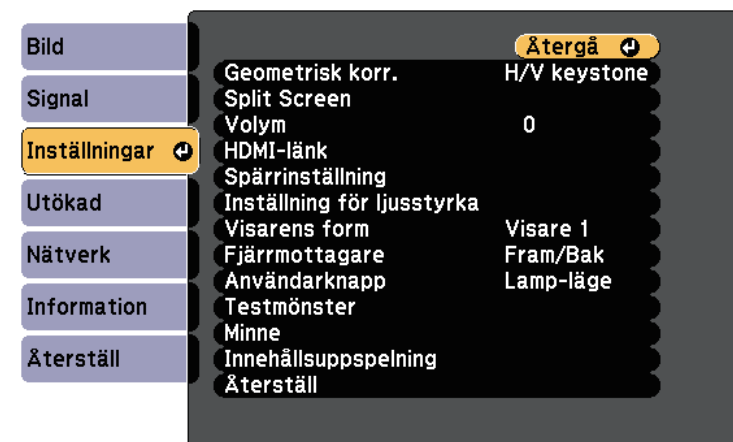 Bild
Signal
Inställningar
Utökad
Nätverk
Information
Återställ
Återgå
Geometrisk korr. H/V keystone
Split Screen
Volym 0
HDMI-länk
Spärrinställning
Inställning för ljusstyrka
Visarens form Visare 1
Fjärrmottagare Fram/Bak
Användarknapp Lamp-läge
Testmönster
Minne
Innehållsuppspelning
Återställ